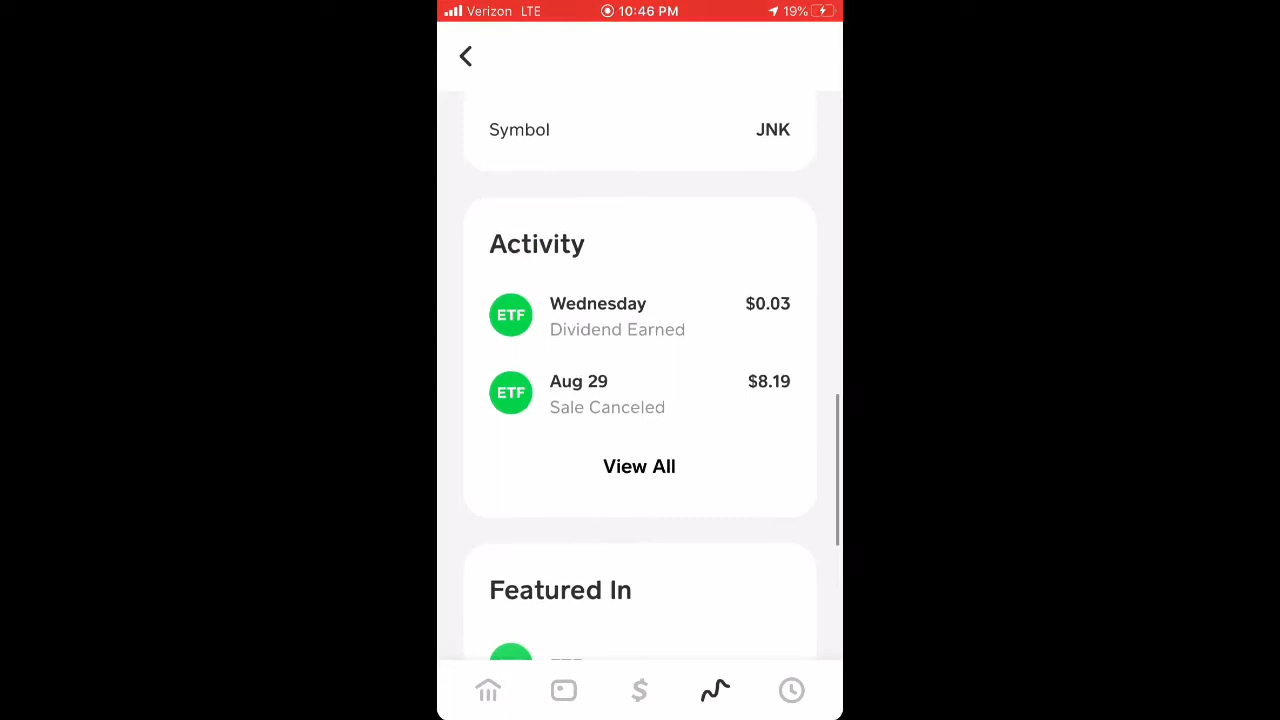 Verizon LTE 10:46 PM 19%
Symbol JNK
Activity
ETF Wednesday $0.03
Dividend Earned
ETF Aug 29 $8.19
Sale Canceled
View All
Featured In
$